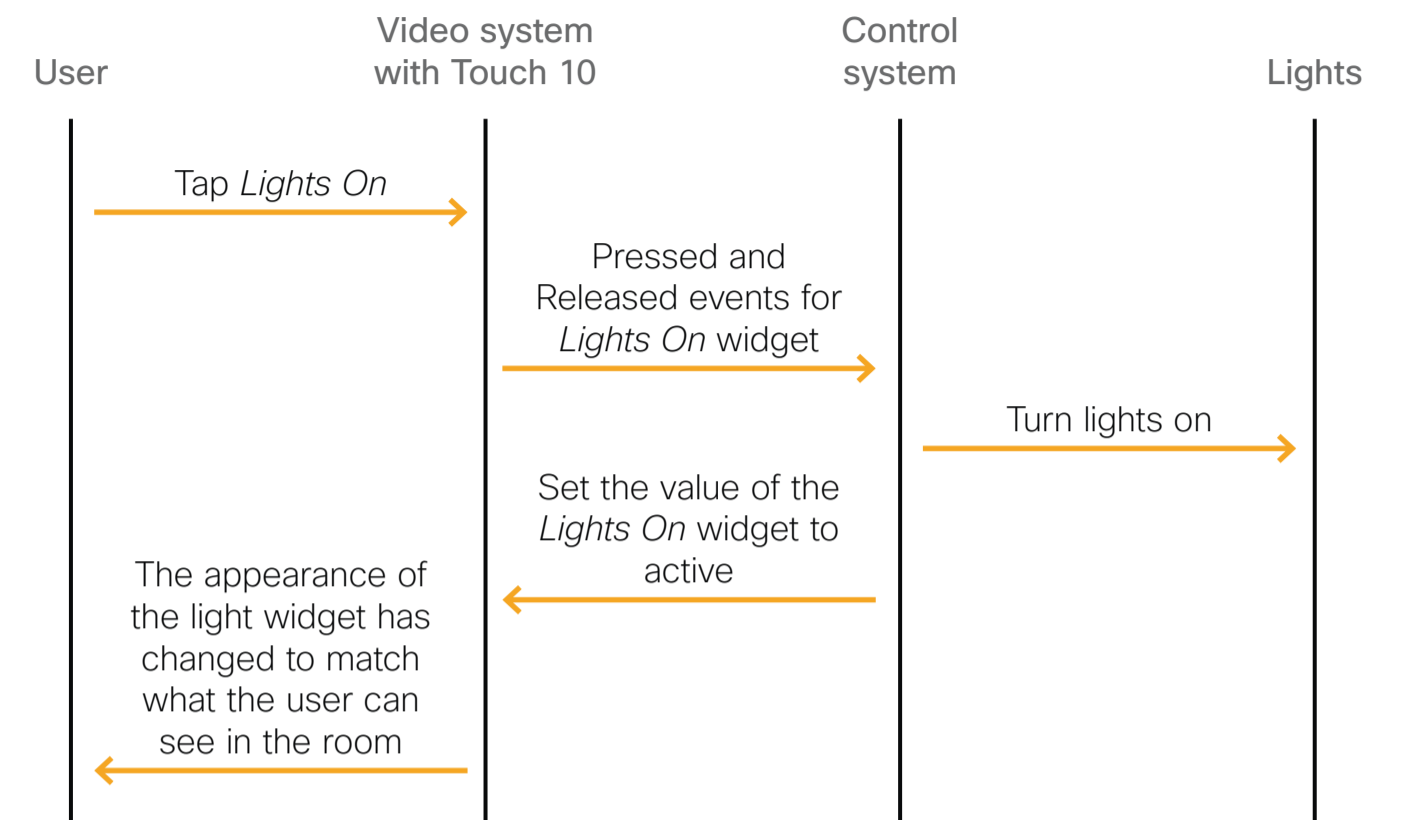 User
Video system
with Touch 10
Control
system
Lights
Tap Lights On
Pressed and
Released events for
Lights On widget
Turn lights on
Set the value of the
Lights On widget to
active
The appearance of
the light widget has
changed to match
what the user can
see in the room